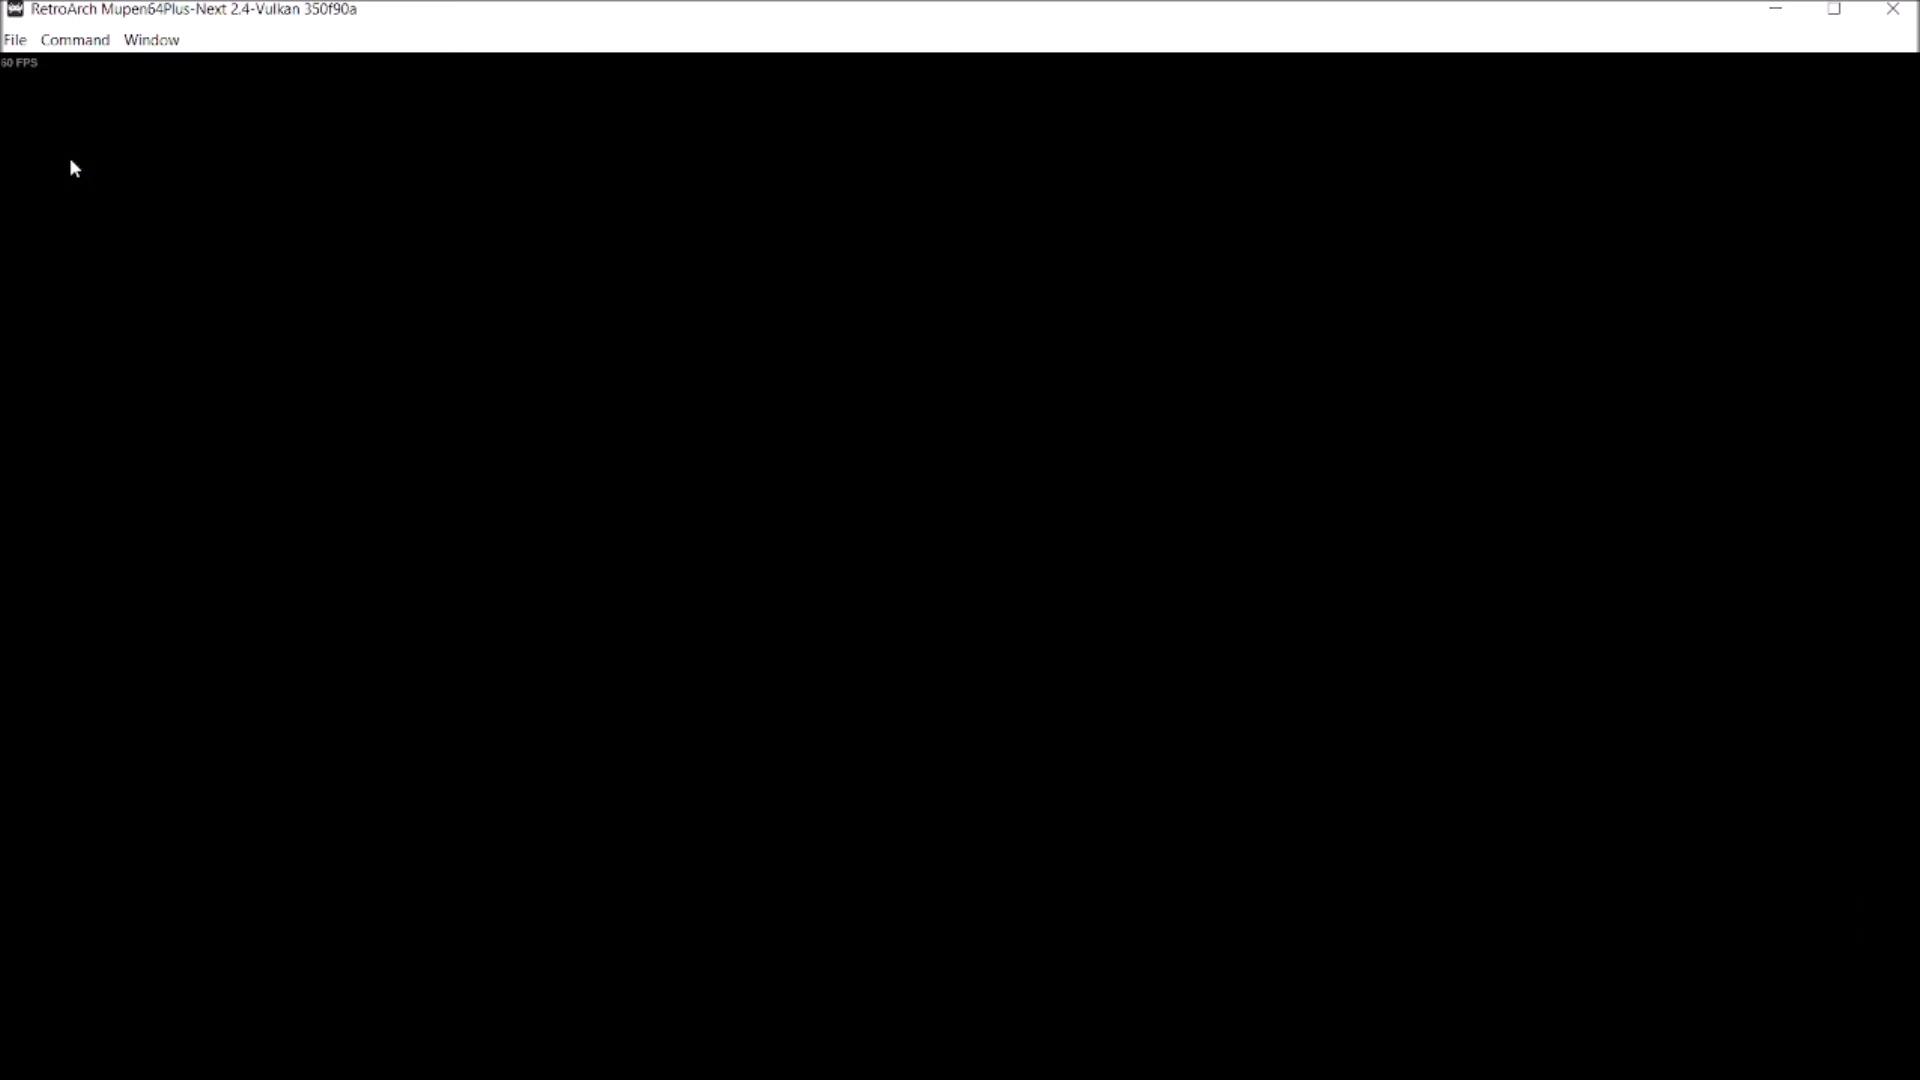 RetroArch Mupen64Plus-Next 2.4-Vulkan 350f90a
File Command Window
60 FPS